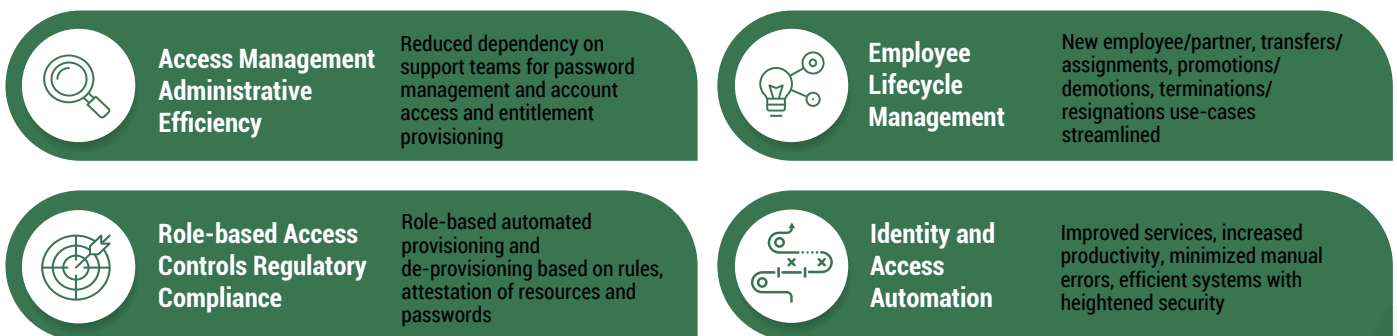 Access Management
Administrative
Efficiency
Reduced dependency on
support teams for password
management and account
access and entitlement
provisioning
Employee
Lifecycle
Management
New employee/partner, transfers/
assignments, promotions/
demotions, terminations/
resignations use-cases
streamlined
Role-based Access
Controls Regulatory
Compliance
Role-based automated
provisioning and
de-provisioning based on rules,
attestation of resources and
passwords
Identity and
Access
Automation
Improved services, increased
productivity, minimized manual
errors, efficient systems with
heightened security